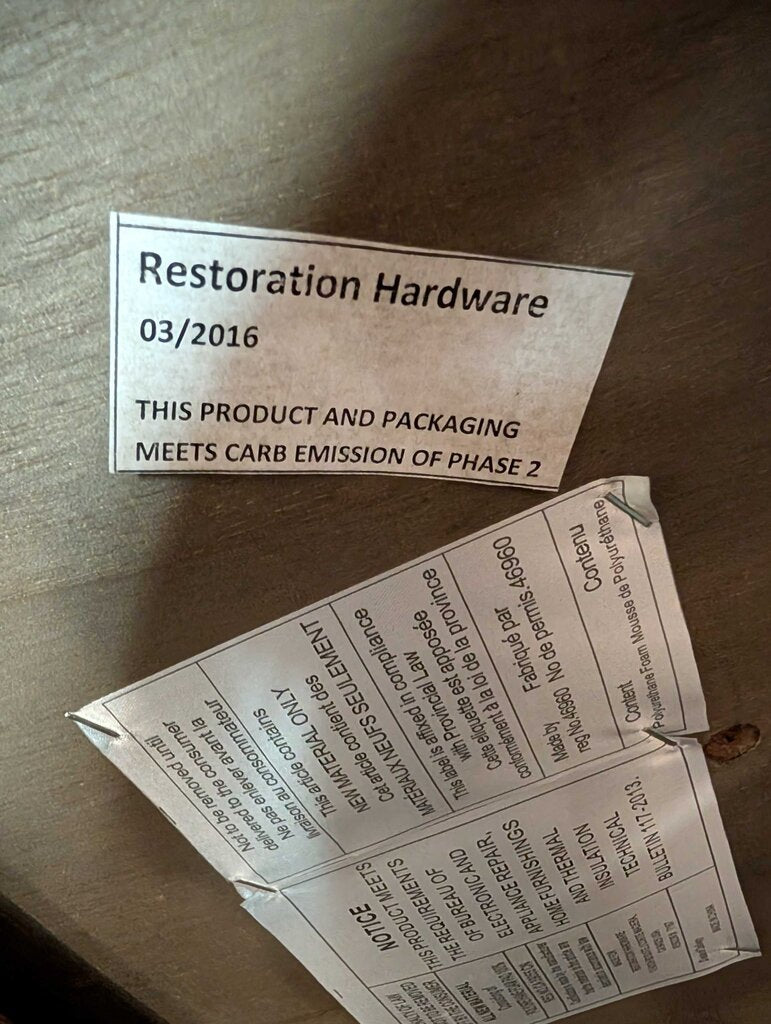 Restoration Hardware
03/2016
THIS PRODUCT AND PACKAGING
MEETS CARB EMISSION OF PHASE 2
Not to be removed until
delivered to the consumer
Ne pas enlever avant la
livraison au consommateur
This article contains
NEW MATERIAL ONLY
Cet article contient des
MATERIAUX NEUFS SEULEMENT
This label is affixed in compliance
with Provincial Law
Cette étiquette est apposée
conformément à la loi de la province
Made by Fabriqué par
reg No.46960 No de permis.46960
Content Contenu
Polyurethane Foam Mousse de Polyuréthane
NOTICE
THIS PRODUCT MEETS
THE REQUIREMENTS
OF BUREAU OF
ELECTRONIC AND
APPLIANCE REPAIR,
HOME FURNISHINGS
AND THERMAL
INSULATION
TECHNICAL
BULLETIN 117-2013.
ALL NEW MATERIAL